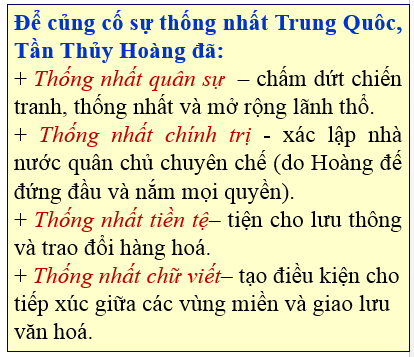 Để củng cố sự thống nhất Trung Quôc,
Tần Thủy Hoàng đã:
+ Thống nhất quân sự – chấm dứt chiến
tranh, thống nhất và mở rộng lãnh thổ.
+ Thống nhất chính trị - xác lập nhà
nước quân chủ chuyên chế (do Hoàng đế
đứng đầu và nắm mọi quyền).
+ Thống nhất tiền tệ– tiện cho lưu thông
và trao đổi hàng hoá.
+ Thống nhất chữ viết– tạo điều kiện cho
tiếp xúc giữa các vùng miền và giao lưu
văn hoá.